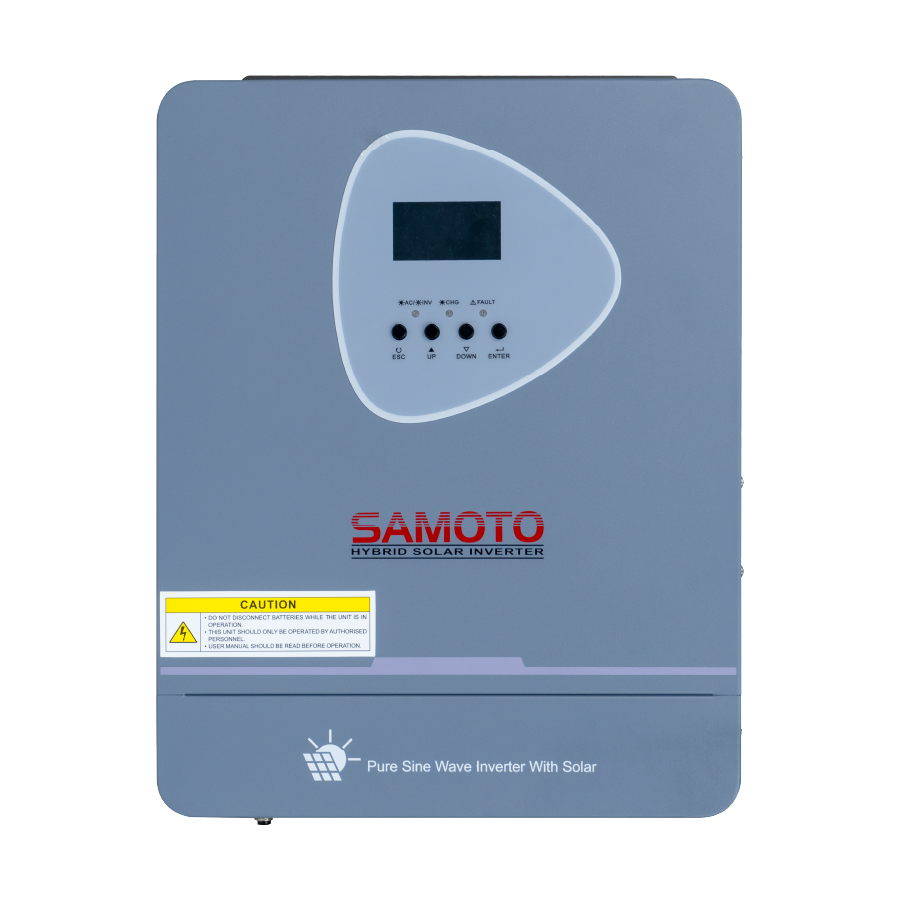 AC/ INV CHG FAULT
ESC UP DOWN ENTER
SAMOTO
HYBRID SOLAR INVERTER
CAUTION
• DO NOT DISCONNECT BATTERIES WHILE THE UNIT IS IN
OPERATION.
• THIS UNIT SHOULD ONLY BE OPERATED BY AUTHORISED
PERSONNEL.
• USER MANUAL SHOULD BE READ BEFORE OPERATION.
Pure Sine Wave Inverter With Solar